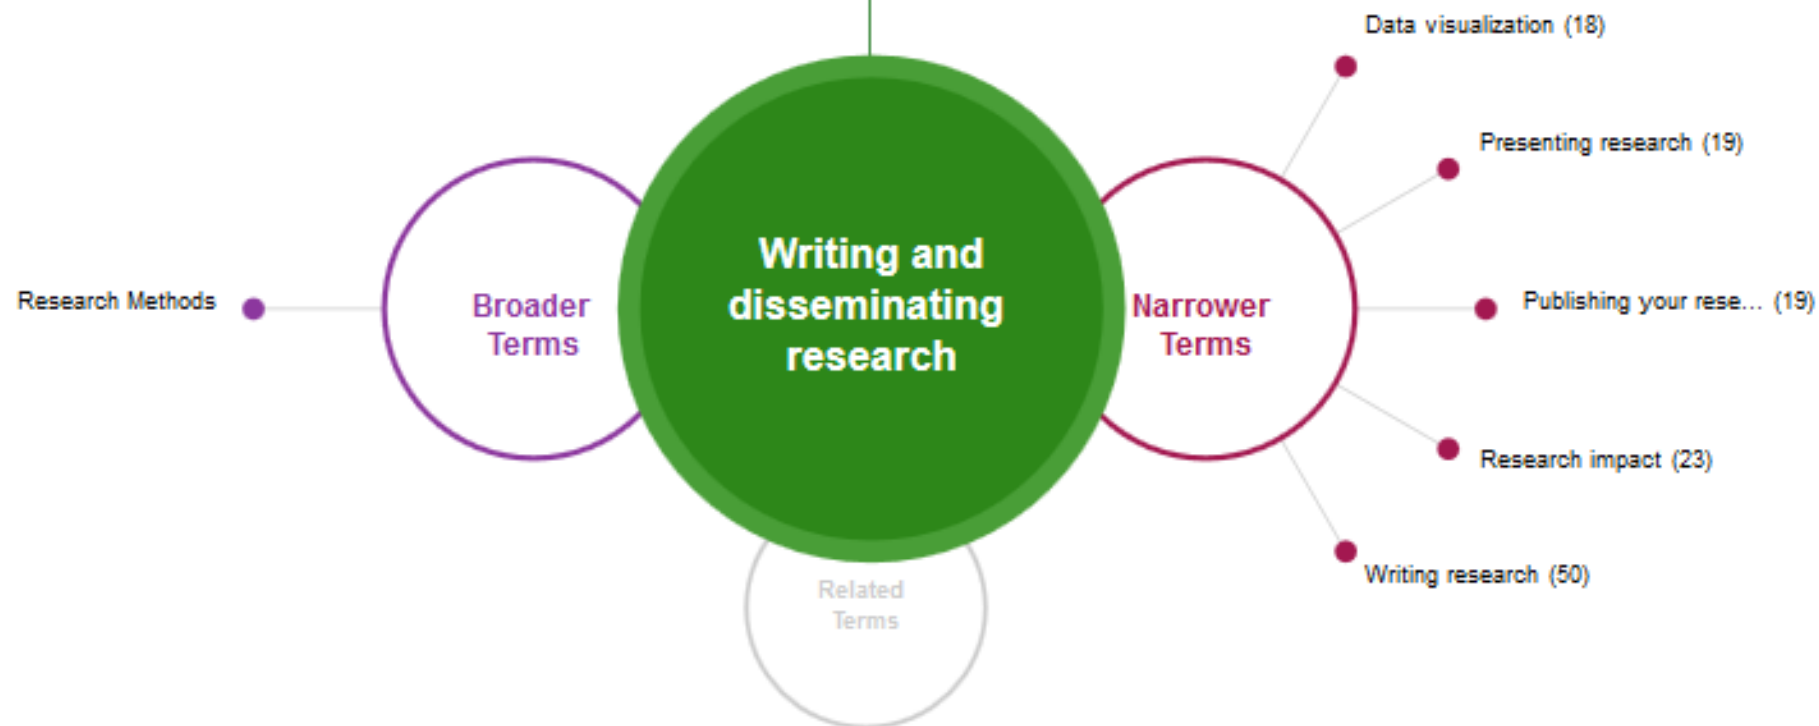 Data visualization (18)
Presenting research (19)
Writing and
disseminating
research
Research Methods
Broader
Terms
Narrower
Terms
Publishing your rese... (19)
Research impact (23)
Writing research (50)
Related
Terms